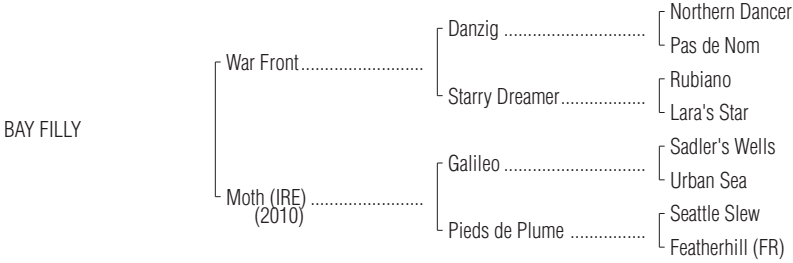 Northern Dancer
Danzig ..............................
Pas de Nom
War Front..........................
Rubiano
Starry Dreamer..................
Lara's Star
BAY FILLY
Sadler's Wells
Galileo ..............................
Urban Sea
Moth (IRE) ........................
(2010)
Seattle Slew
Pieds de Plume ................
Featherhill (FR)